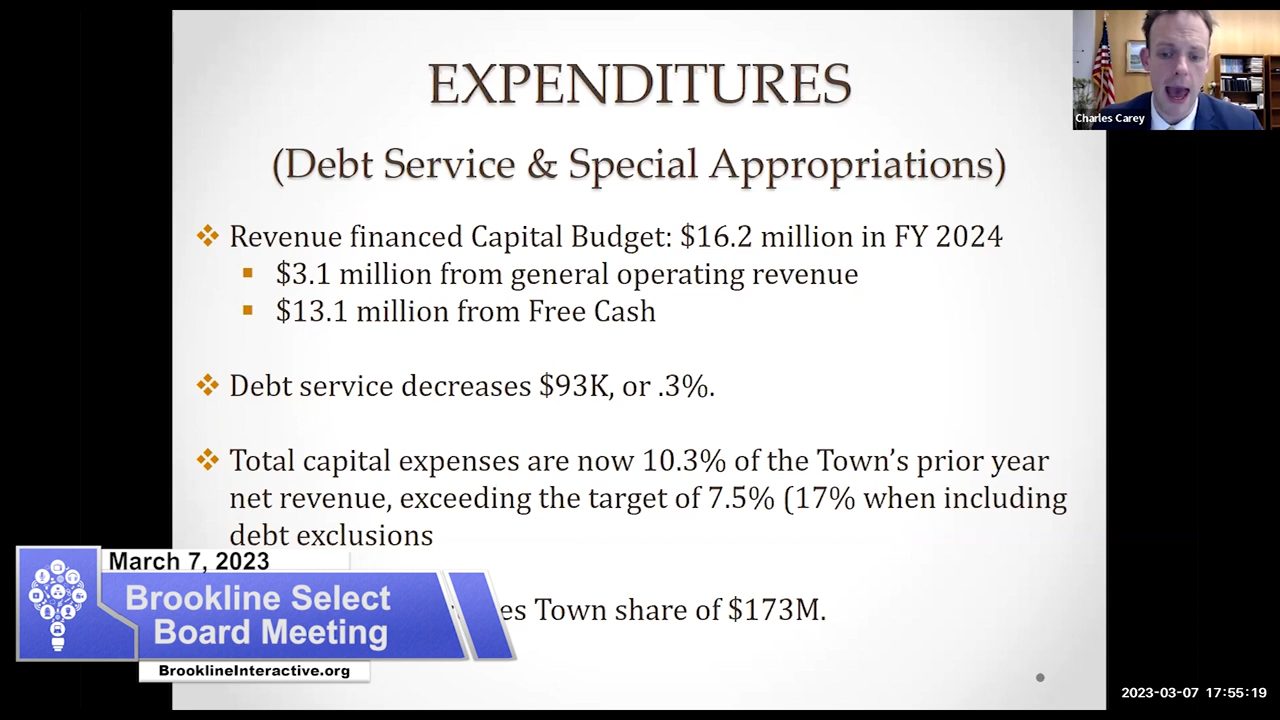 EXPENDITURES
(Debt Service & Special Appropriations)
Revenue financed Capital Budget: $16.2 million in FY 2024
$3.1 million from general operating revenue
$13.1 million from Free Cash
Debt service decreases $93K, or .3%.
Total capital expenses are now 10.3% of the Town's prior year
net revenue, exceeding the target of 7.5% (17% when including
debt exclusions
Town share of $173M.
Charles Carey
March 7, 2023
Brookline Select
Board Meeting
BrooklineInteractive.org
2023-03-07 17:55:19